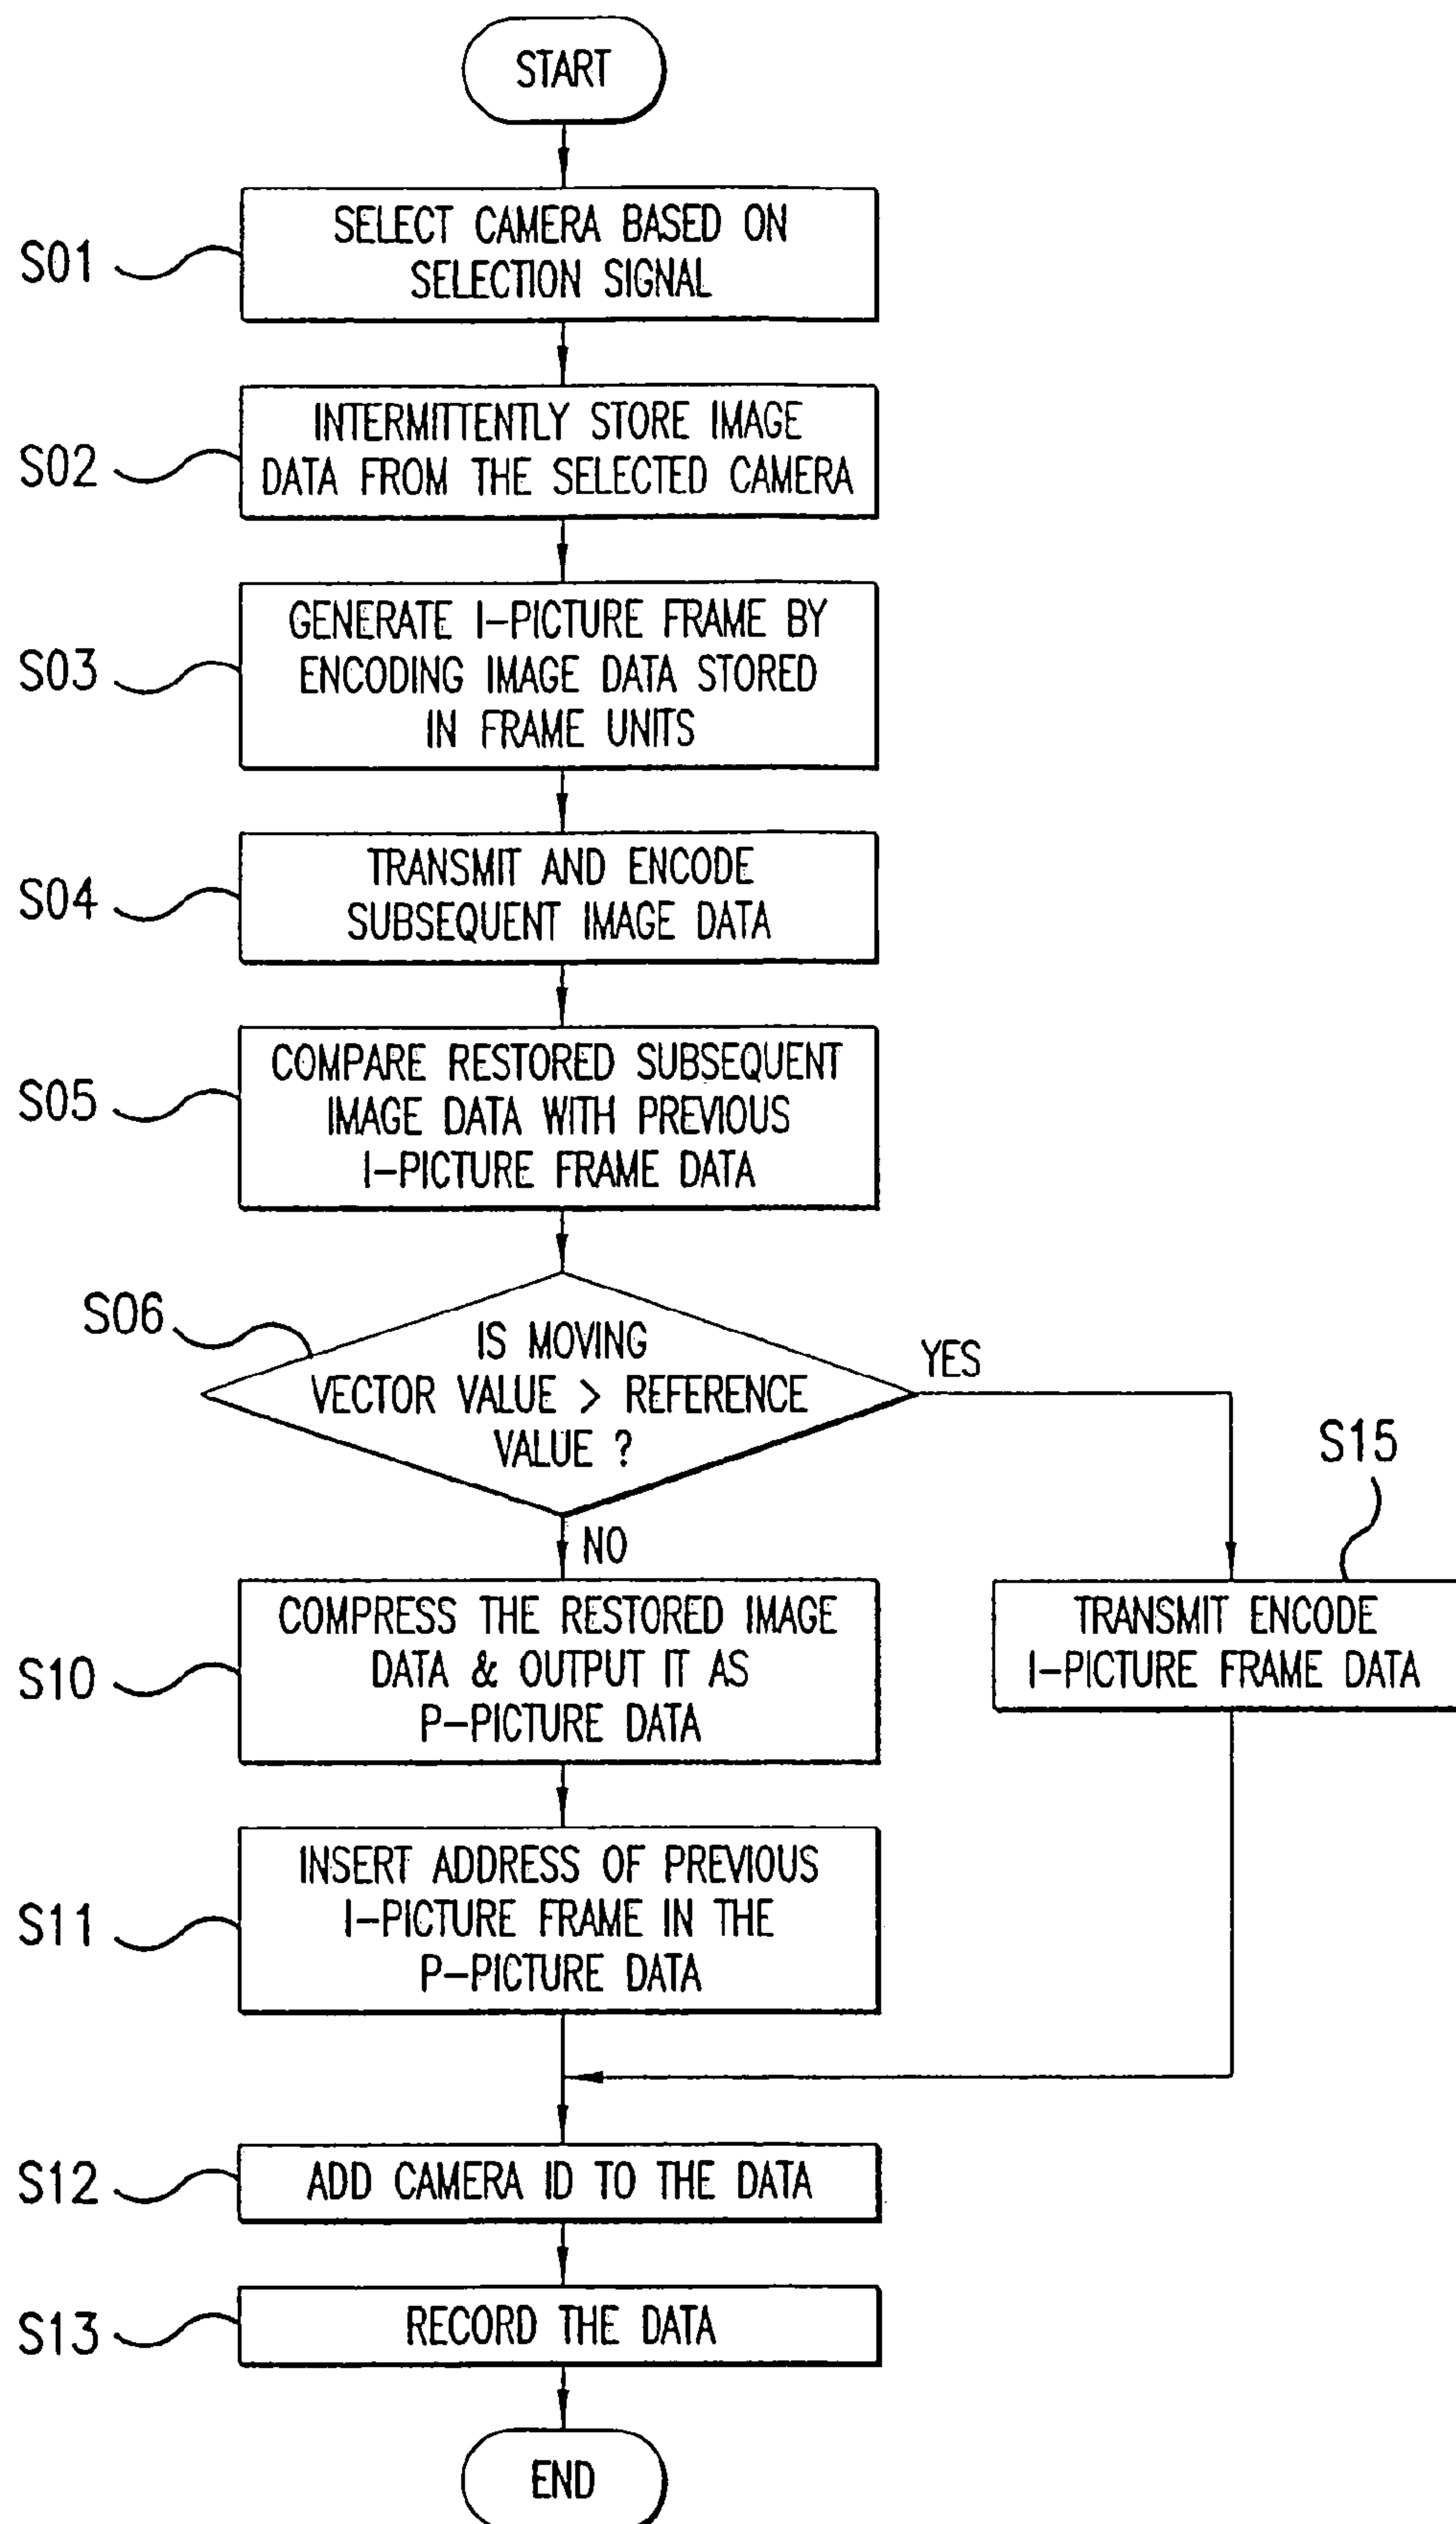 START
S01
SELECT CAMERA BASED ON
SELECTION SIGNAL
S02
INTERMITTENTLY STORE IMAGE
DATA FROM THE SELECTED CAMERA
S03
GENERATE I-PICTURE FRAME BY
ENCODING IMAGE DATA STORED
IN FRAME UNITS
S04
TRANSMIT AND ENCODE
SUBSEQUENT IMAGE DATA
S05
COMPARE RESTORED SUBSEQUENT
IMAGE DATA WITH PREVIOUS
I-PICTURE FRAME DATA
S06
IS MOVING
VECTOR VALUE > REFERENCE
VALUE ?
YES
NO
S15
TRANSMIT ENCODE
I-PICTURE FRAME DATA
S10
COMPRESS THE RESTORED IMAGE
DATA & OUTPUT IT AS
P-PICTURE DATA
S11
INSERT ADDRESS OF PREVIOUS
I-PICTURE FRAME IN THE
P-PICTURE DATA
S12
ADD CAMERA ID TO THE DATA
S13
RECORD THE DATA
END